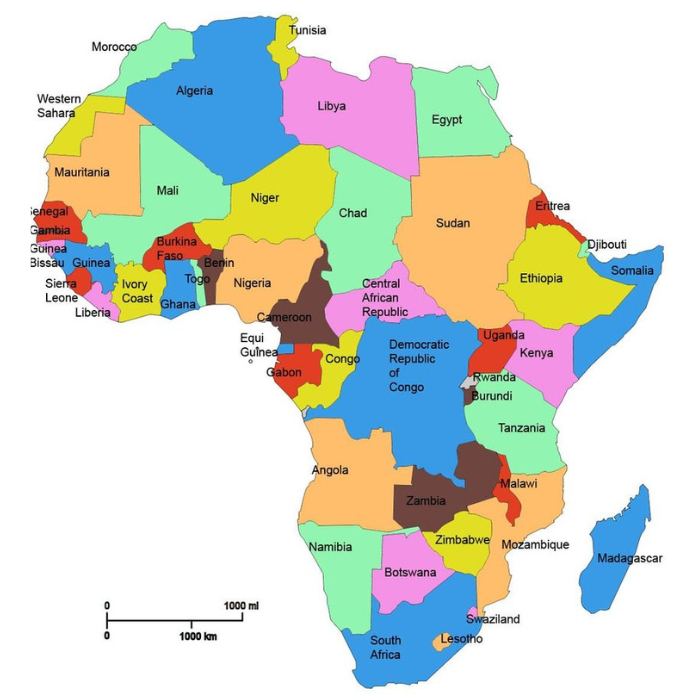 Tunisia
Morocco
Algeria
Libya
Egypt
Western
Sahara
Mauritania
Mali
Niger
Chad
Sudan
Eritrea
Djibouti
Senegal
Gambia
Guinea
Bissau
Guinea
Sierra
Leone
Liberia
Ivory
Coast
Burkina
Faso
Ghana
Togo
Benin
Nigeria
Cameroon
Central
African
Republic
Ethiopia
Somalia
Equi
Guinea
Gabon
Congo
Democratic
Republic
of
Congo
Uganda
Kenya
Rwanda
Burundi
Tanzania
Angola
Zambia
Malawi
Mozambique
Zimbabwe
Namibia
Botswana
Madagascar
Swaziland
Lesotho
South
Africa
0 1000 mi
0 1000 km